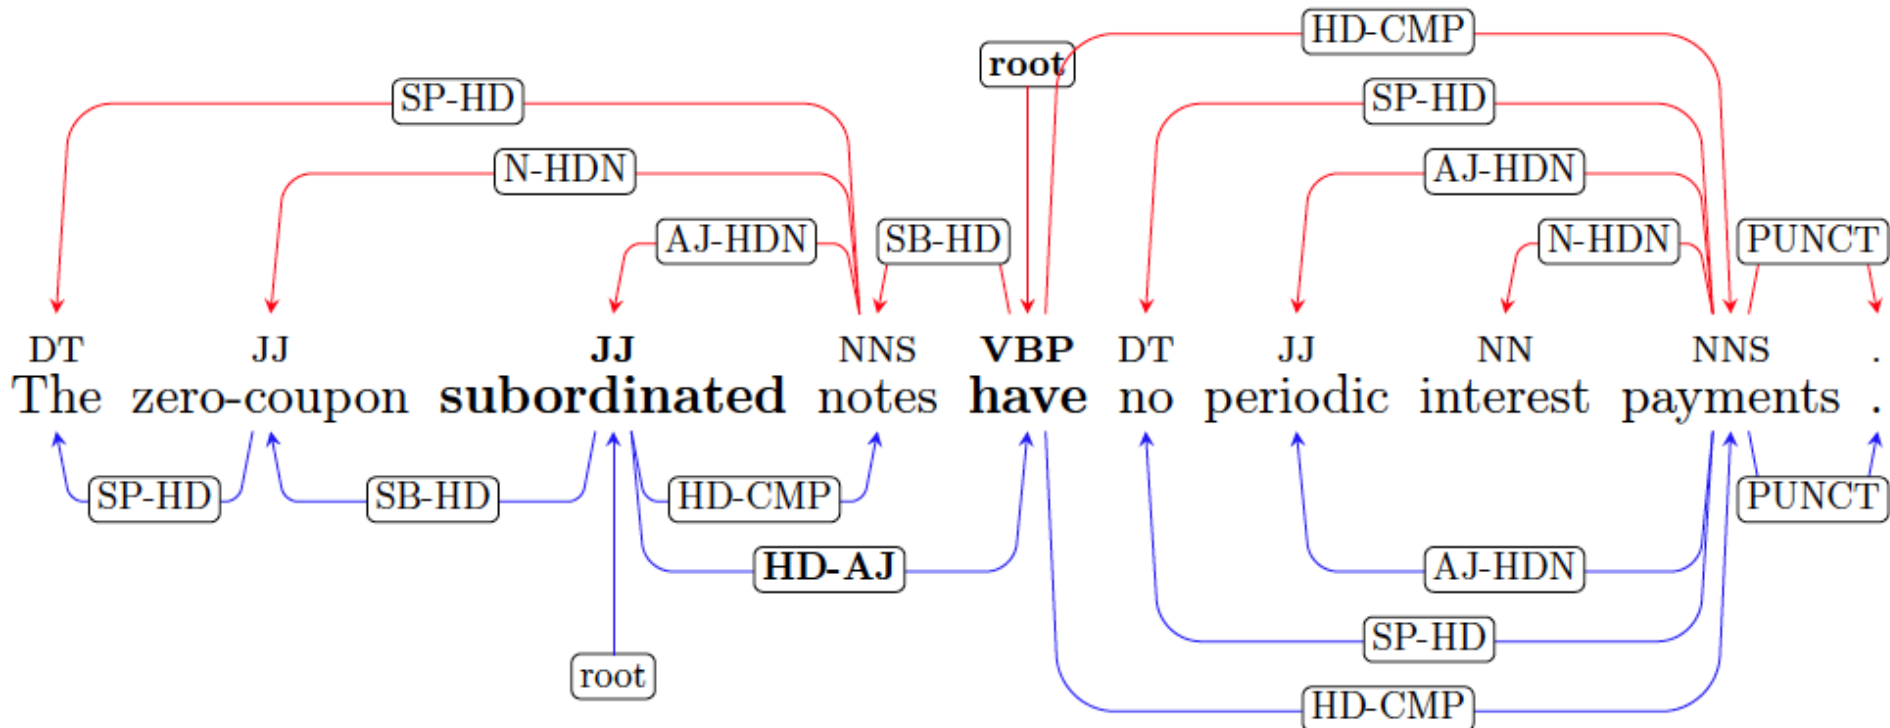 HD-CMP
root
SP-HD SP-HD
N-HDN AJ-HDN
AJ-HDN SB-HD N-HDN PUNCT
DT JJ JJ NNS VBP DT JJ NN NNS .
The zero-coupon subordinated notes have no periodic interest payments .
SP-HD SB-HD HD-CMP PUNCT
HD-AJ AJ-HDN
SP-HD
root
HD-CMP